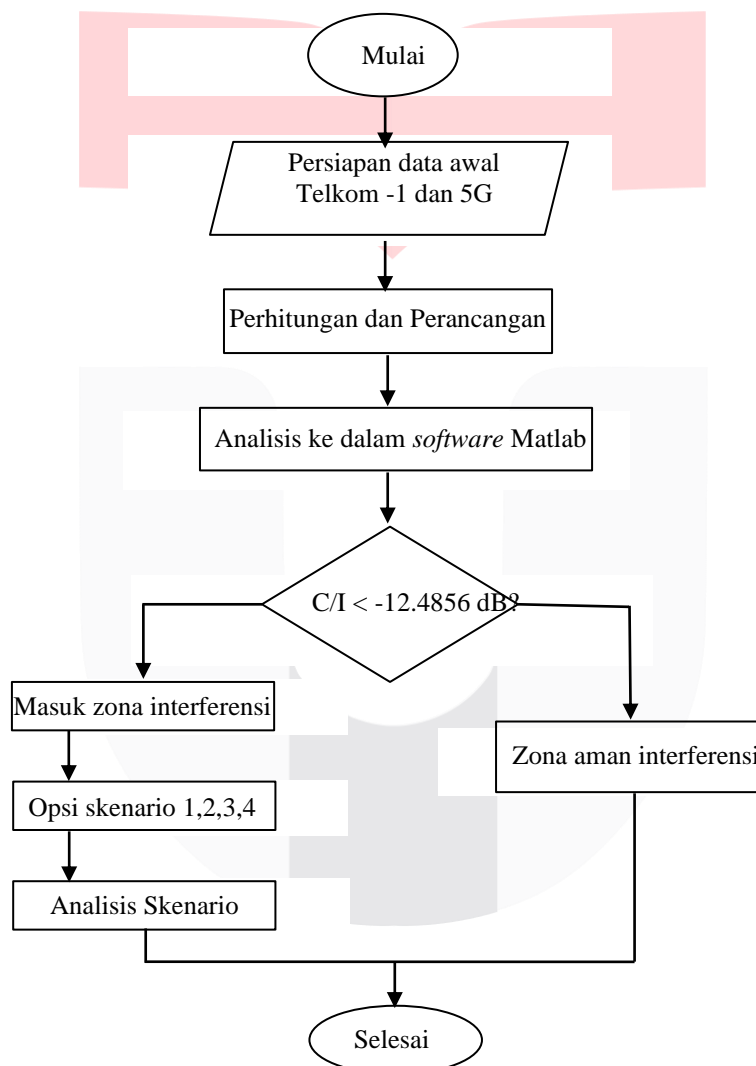 Mulai
Persiapan data awal
Telkom -1 dan 5G
Perhitungan dan Perancangan
Analisis ke dalam software Matlab
C/I < -12.4856 dB?
Masuk zona interferensi
Zona aman interferensi
Opsi skenario 1,2,3,4
Analisis Skenario
Selesai